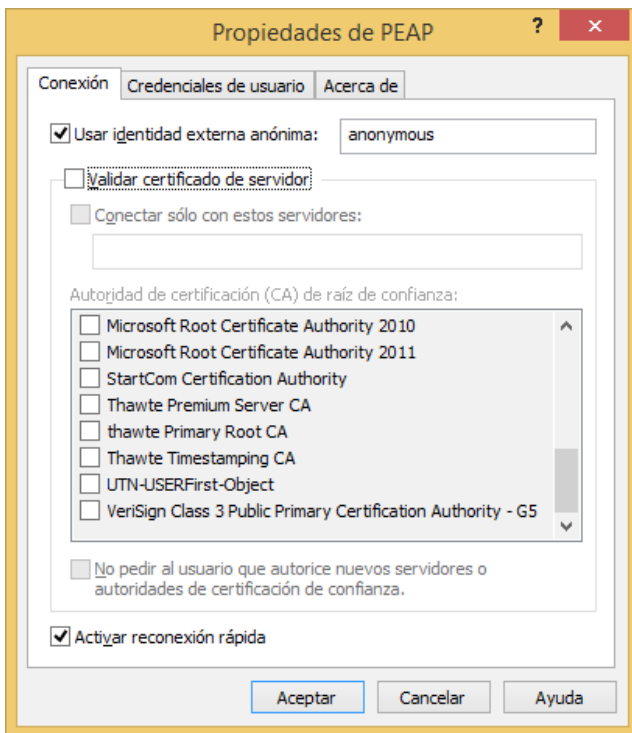 Propiedades de PEAP
?
×
Conexión
Credenciales de usuario
Acerca de
Usar identidad externa anónima:
anonymous
Validar certificado de servidor
Conectar sólo con estos servidores:
Autoridad de certificación (CA) de raíz de confianza:
Microsoft Root Certificate Authority 2010
Microsoft Root Certificate Authority 2011
StartCom Certification Authority
Thawte Premium Server CA
thawte Primary Root CA
Thawte Timestamping CA
UTN-USERFirst-Object
VeriSign Class 3 Public Primary Certification Authority - G5
No pedir al usuario que autorice nuevos servidores o
autoridades de certificación de confianza.
Activar reconexión rápida
Aceptar
Cancelar
Ayuda